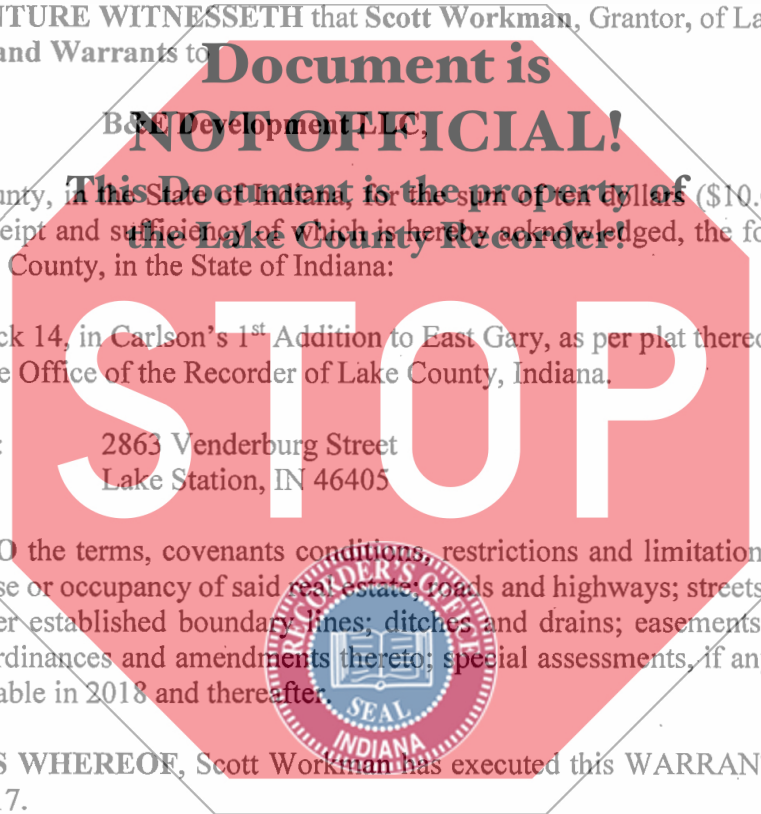 NTURE WITNESSETH that Scott Workman, Grantor, of La
and Warrants to
Document is
NOT OFFICIAL!
B&E Development LLC,
This Document is the property of
unty, in the State of Indiana, for the sum of ten dollars ($10.
the Lake County Recorder!
eipt and sufficiency of which is hereby acknowledged, the fo
County, in the State of Indiana:
ck 14, in Carlson's 1st Addition to East Gary, as per plat thereo
e Office of the Recorder of Lake County, Indiana.
STOP
: 2863 Venderburg Street
Lake Station, IN 46405
O the terms, covenants conditions, restrictions and limitation
se or occupancy of said real estate; roads and highways; streets
er established boundary lines; ditches and drains; easements
rdinances and amendments thereto; special assessments, if any
able in 2018 and thereafter.
RECORDER'S OFFICE
SEAL
INDIANA
S WHEREOF, Scott Workman has executed this WARRAN
17.